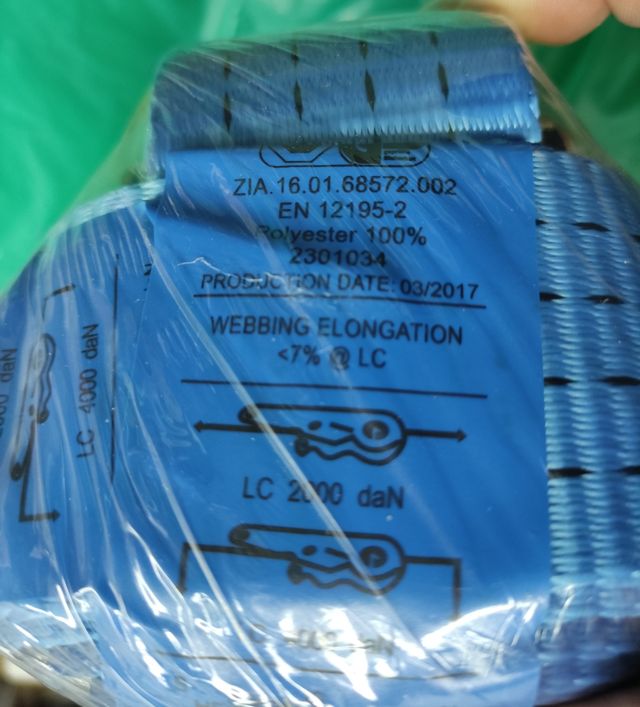 ZIA.16.01.68572.002
EN 12195-2
Polyester 100%
2301034
PRODUCTION DATE: 03/2017
WEBBING ELONGATION
<7% @ LC
LC 2000 daN
LC 4000 daN
daN